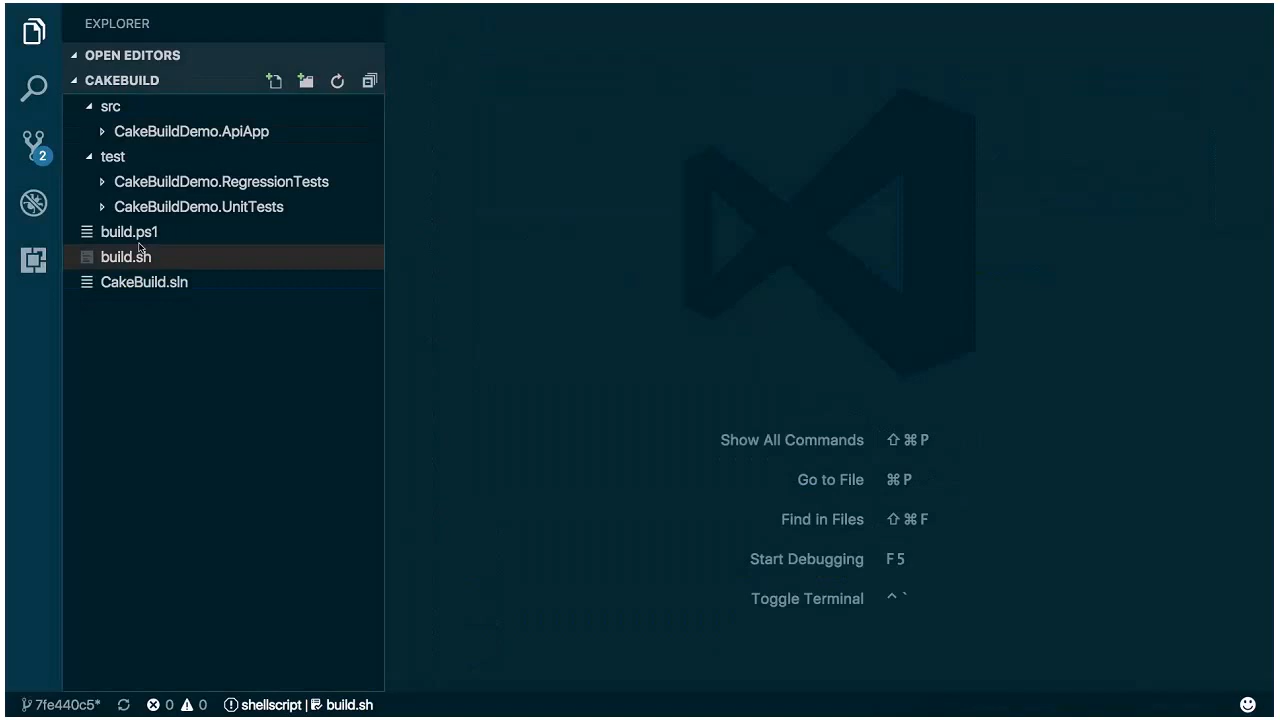 EXPLORER
OPEN EDITORS
CAKEBUILD
src
CakeBuildDemo.ApiApp
test
CakeBuildDemo.RegressionTests
CakeBuildDemo.UnitTests
build.ps1
build.sh
CakeBuild.sln
2
Show All Commands ⇧⌘P
Go to File ⌘P
Find in Files ⇧⌘F
Start Debugging F5
Toggle Terminal ^`
7fe440c5* 0 0 shellscript | build.sh